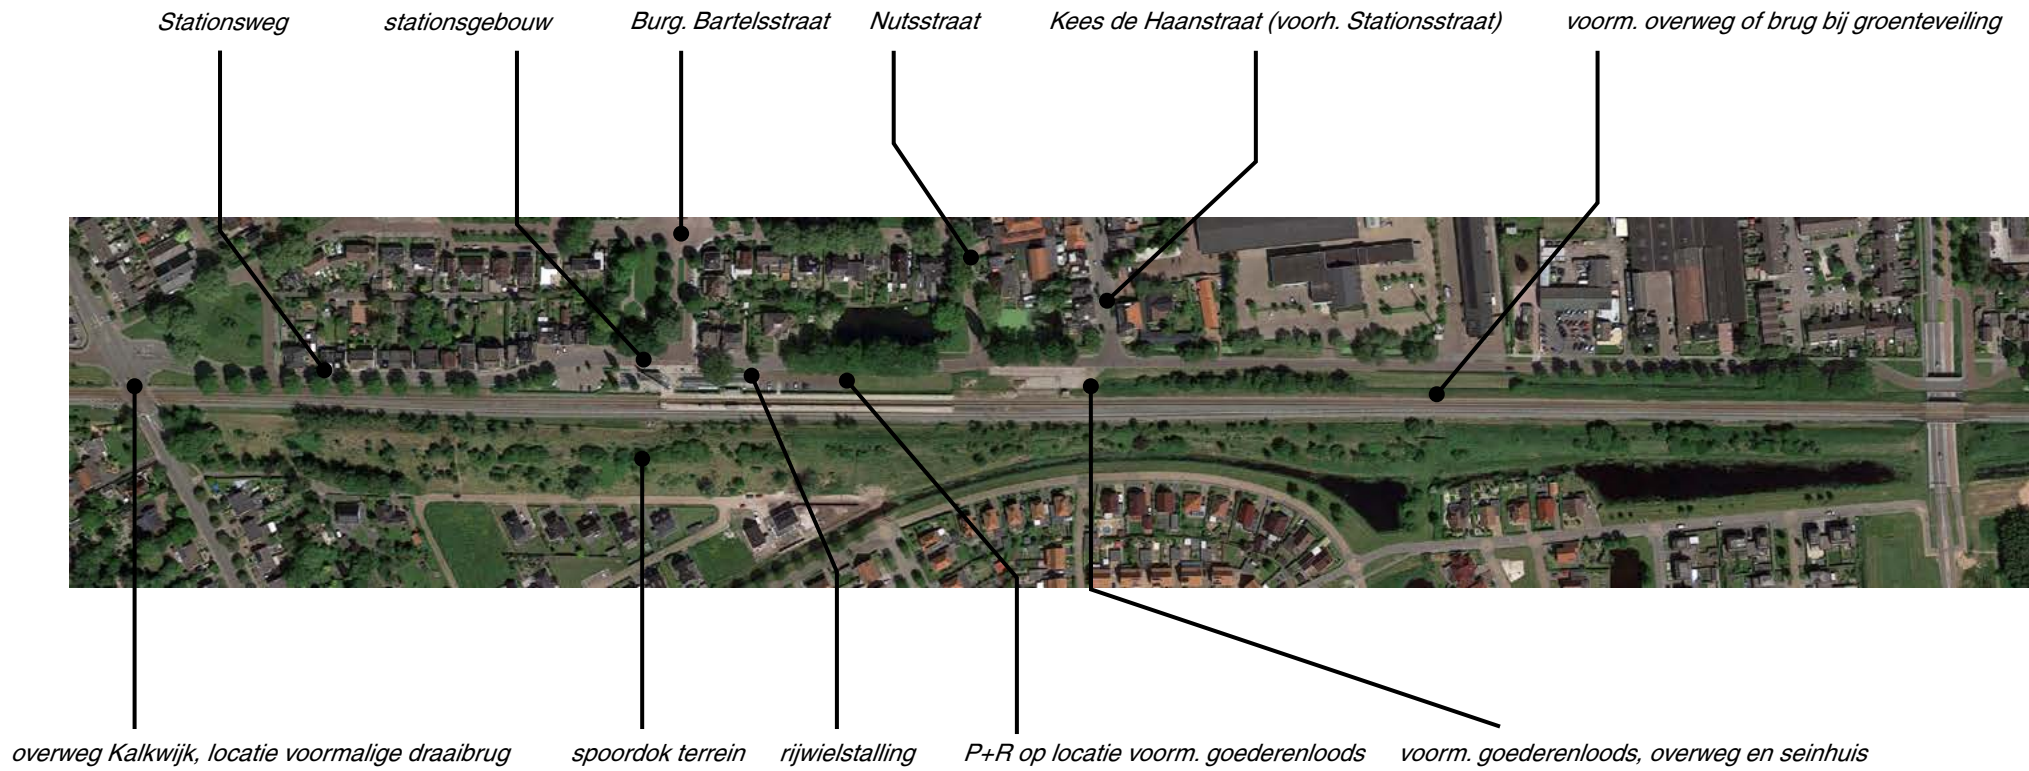 Stationsweg
stationsgebouw
Burg. Bartelsstraat
Nutsstraat
Kees de Haanstraat (voorh. Stationsstraat)
voorm. overweg of brug bij groenteveiling
overweg Kalkwijk, locatie voormalige draaibrug
spoordok terrein
rijwielstalling
P+R op locatie voorm. goederenloods
voorm. goederenloods, overweg en seinhuis